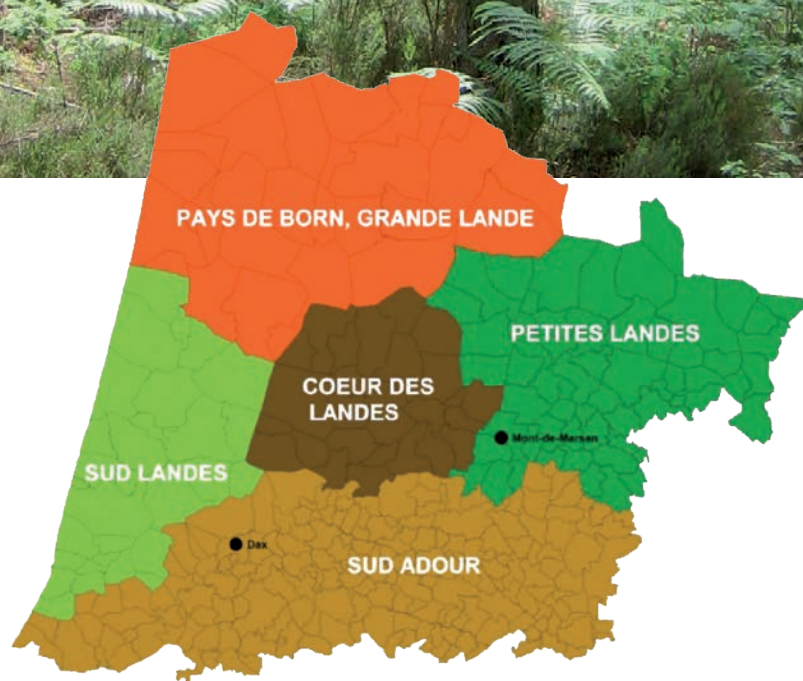 PAYS DE BORN, GRANDE LANDE
PETITES LANDES
COEUR DES
LANDES
Mont-de-Marsan
SUD LANDES
Dax
SUD ADOUR